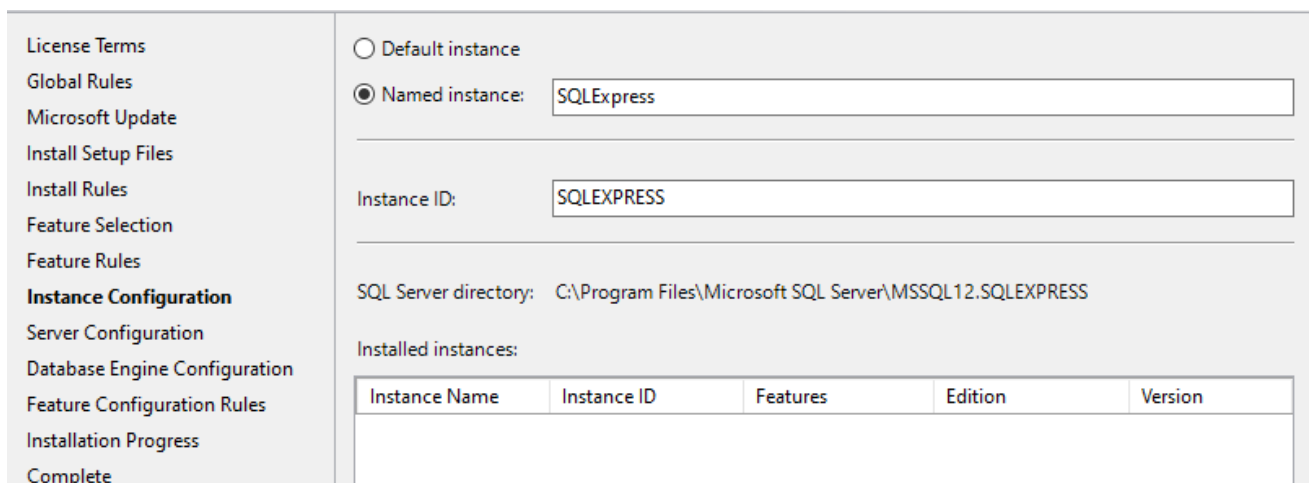 License Terms
Global Rules
Microsoft Update
Install Setup Files
Install Rules
Feature Selection
Feature Rules
Instance Configuration
Server Configuration
Database Engine Configuration
Feature Configuration Rules
Installation Progress
Complete
Default instance
Named instance: SQLExpress
Instance ID: SQLEXPRESS
SQL Server directory: C:\Program Files\Microsoft SQL Server\MSSQL12.SQLEXPRESS
Installed instances:
Instance Name Instance ID Features Edition Version